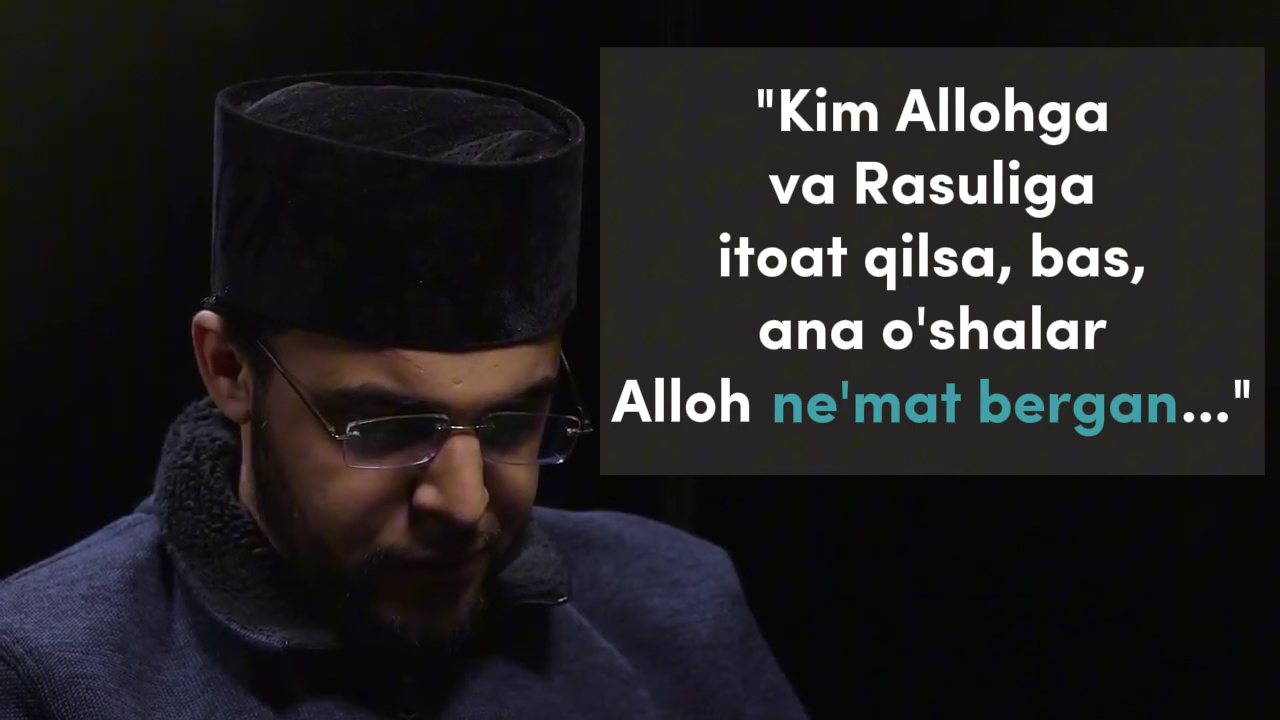 "Kim Allohga
va Rasuliga
itoat qilsa, bas,
ana o'shalar
Alloh ne'mat bergan..."